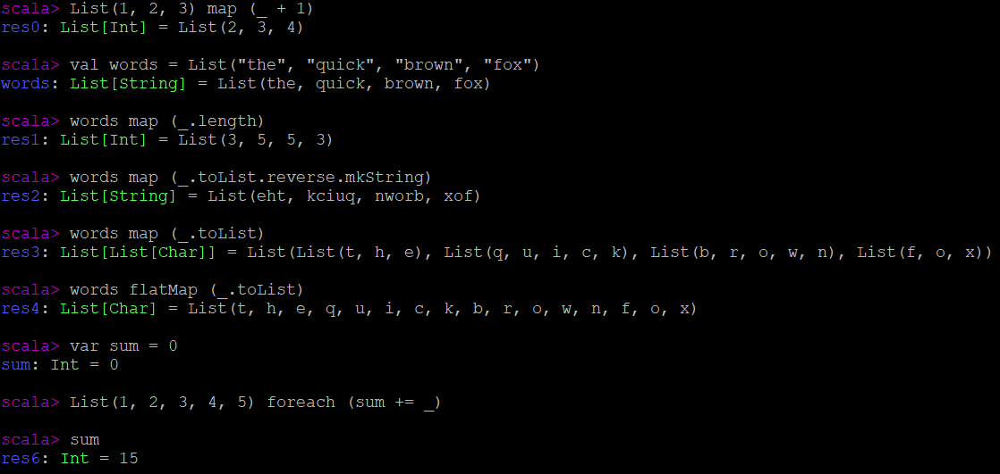 scala> List(1, 2, 3) map (_ + 1)
res0: List[Int] = List(2, 3, 4)
scala> val words = List("the", "quick", "brown", "fox")
words: List[String] = List(the, quick, brown, fox)
scala> words map (_.length)
res1: List[Int] = List(3, 5, 5, 3)
scala> words map (_.toList.reverse.mkString)
res2: List[String] = List(eht, kciuq, nworb, xof)
scala> words map (_.toList)
res3: List[List[Char]] = List(List(t, h, e), List(q, u, i, c, k), List(b, r, o, w, n), List(f, o, x))
scala> words flatMap (_.toList)
res4: List[Char] = List(t, h, e, q, u, i, c, k, b, r, o, w, n, f, o, x)
scala> var sum = 0
sum: Int = 0
scala> List(1, 2, 3, 4, 5) foreach (sum += _)
scala> sum
res6: Int = 15